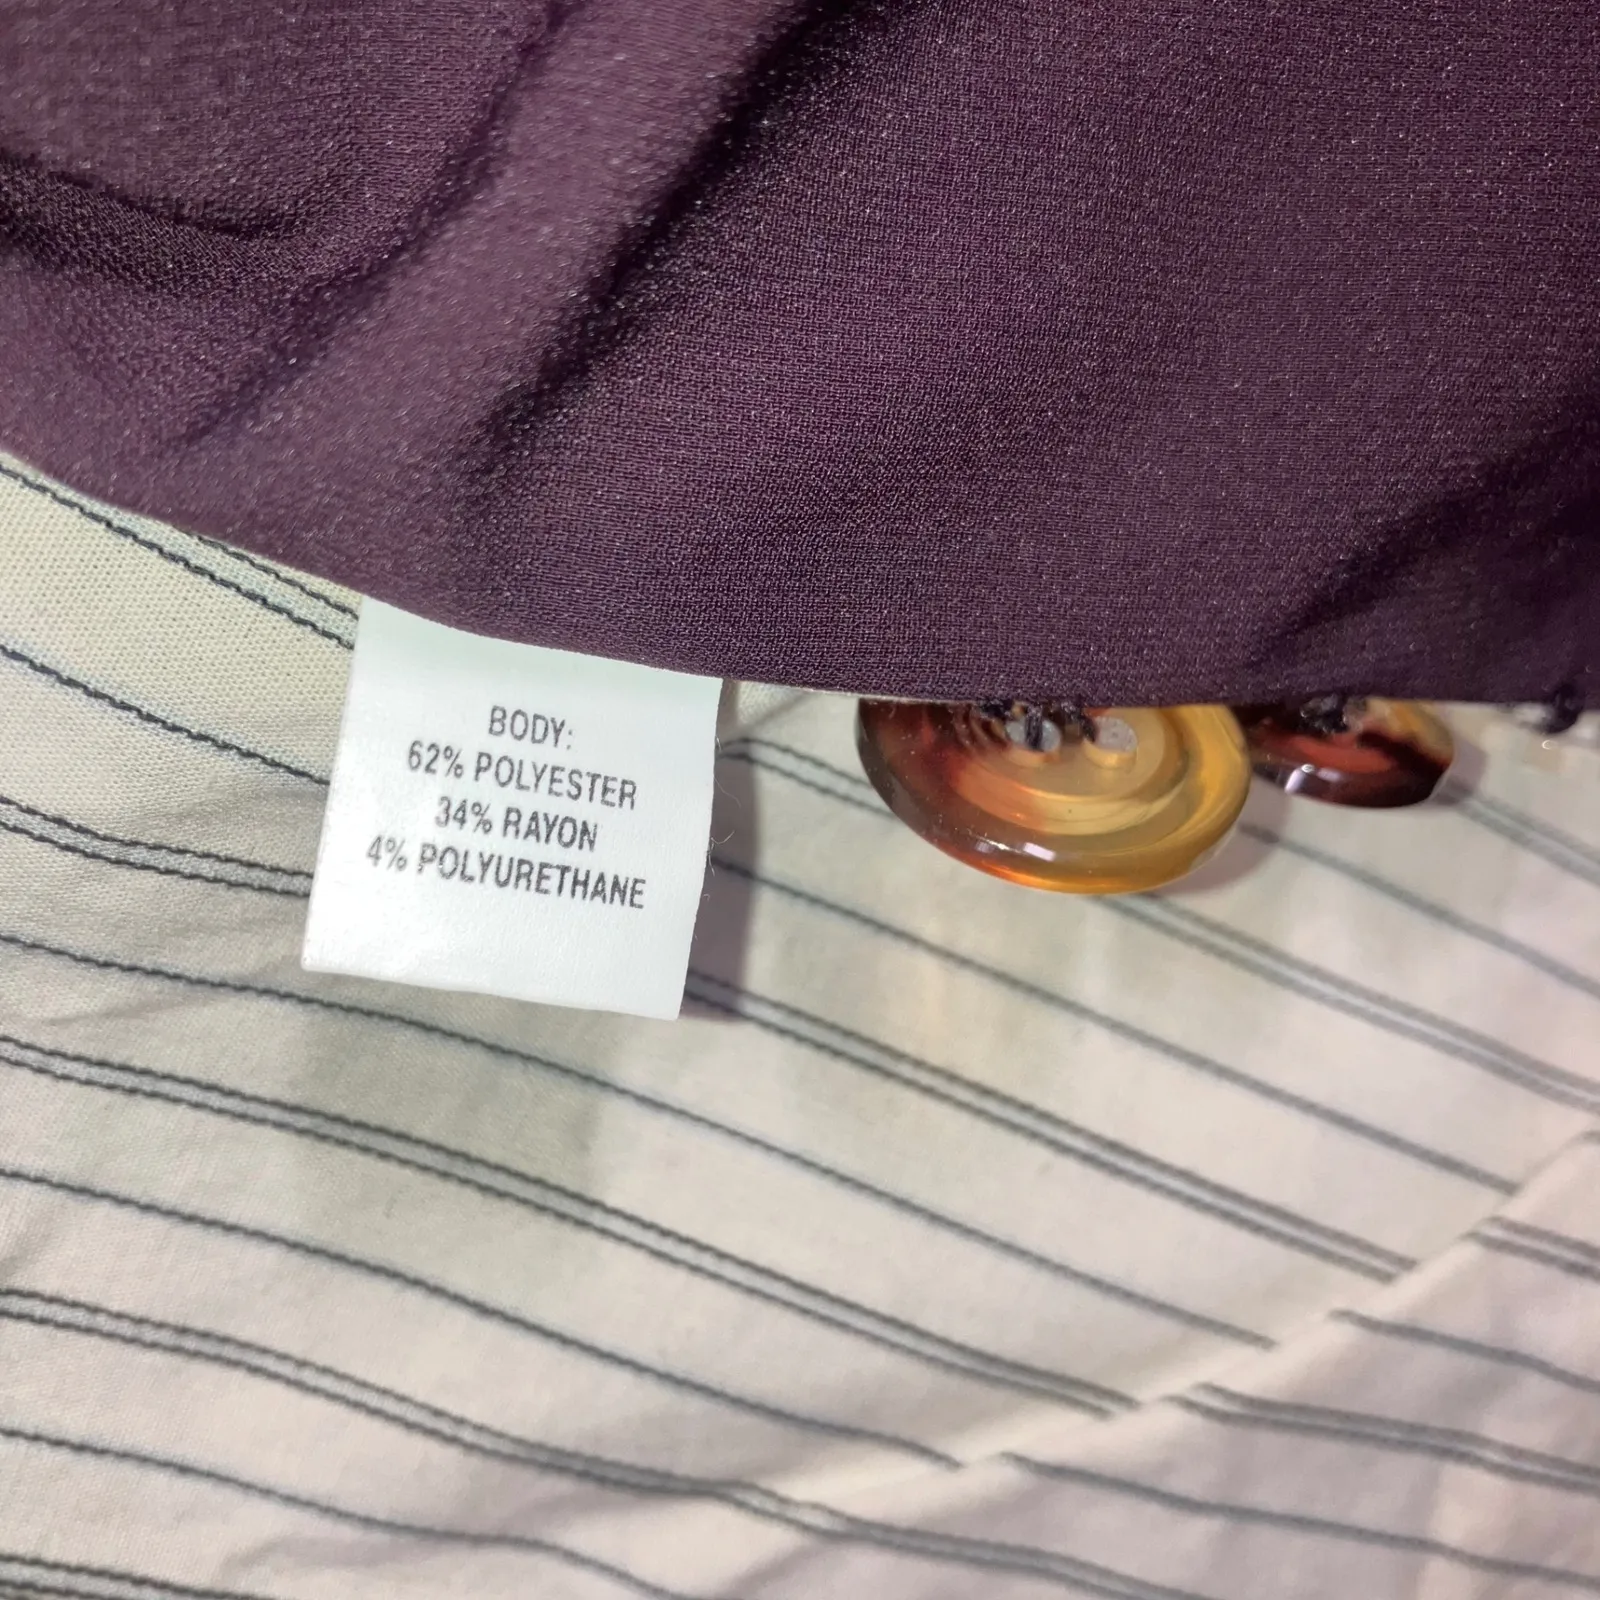 BODY:
62% POLYESTER
34% RAYON
4% POLYURETHANE